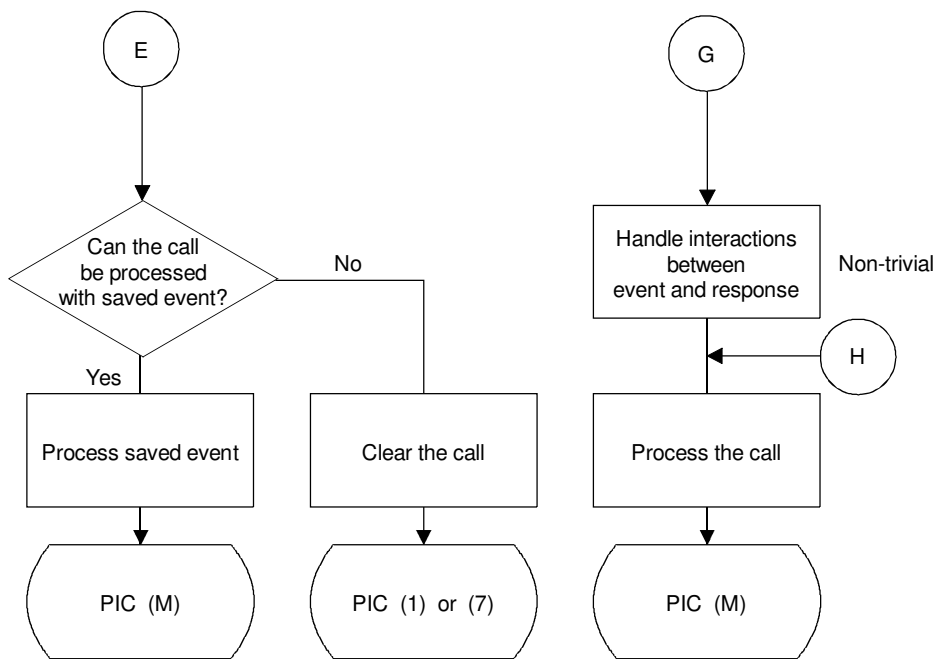 E
Can the call
be processed
with saved event?
No
Yes
Process saved event
Clear the call
PIC (M)
PIC (1) or (7)
G
Handle interactions
between
event and response
Non-trivial
H
Process the call
PIC (M)